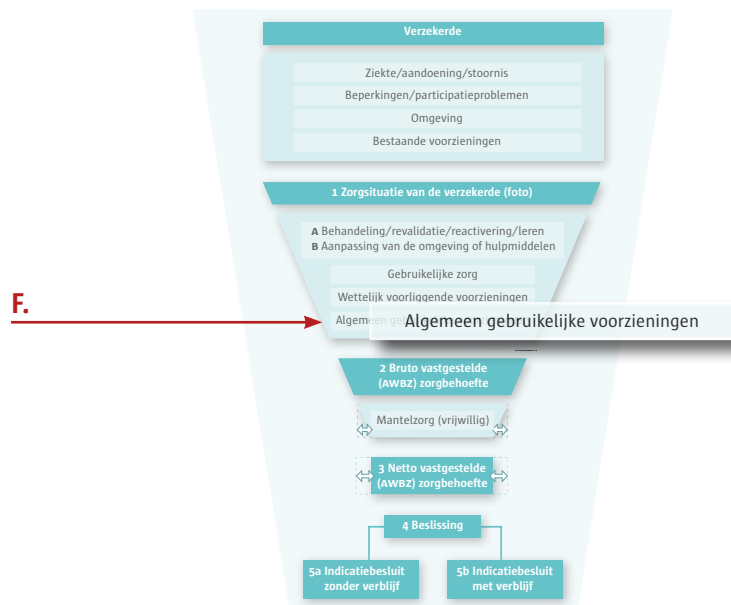 Verzekerde
Ziekte/aandoening/stoornis
Beperkingen/participatieproblemen
Omgeving
Bestaande voorzieningen
1 Zorgsituatie van de verzekerde (foto)
A Behandeling/revalidatie/reactivering/leren
B Aanpassing van de omgeving of hulpmiddelen
Gebruikelijke zorg
F.
Wettelijk voorliggende voorzieningen
Algemeen
Algemeen gebruikelijke voorzieningen
2 Bruto vastgestelde
(AWBZ) zorgbehoefte
Mantelzorg (vrijwillig)
3 Netto vastgestelde
(AWBZ) zorgbehoefte
4 Beslissing
5a Indicatiebesluit
zonder verblijf
5b Indicatiebesluit
met verblijf